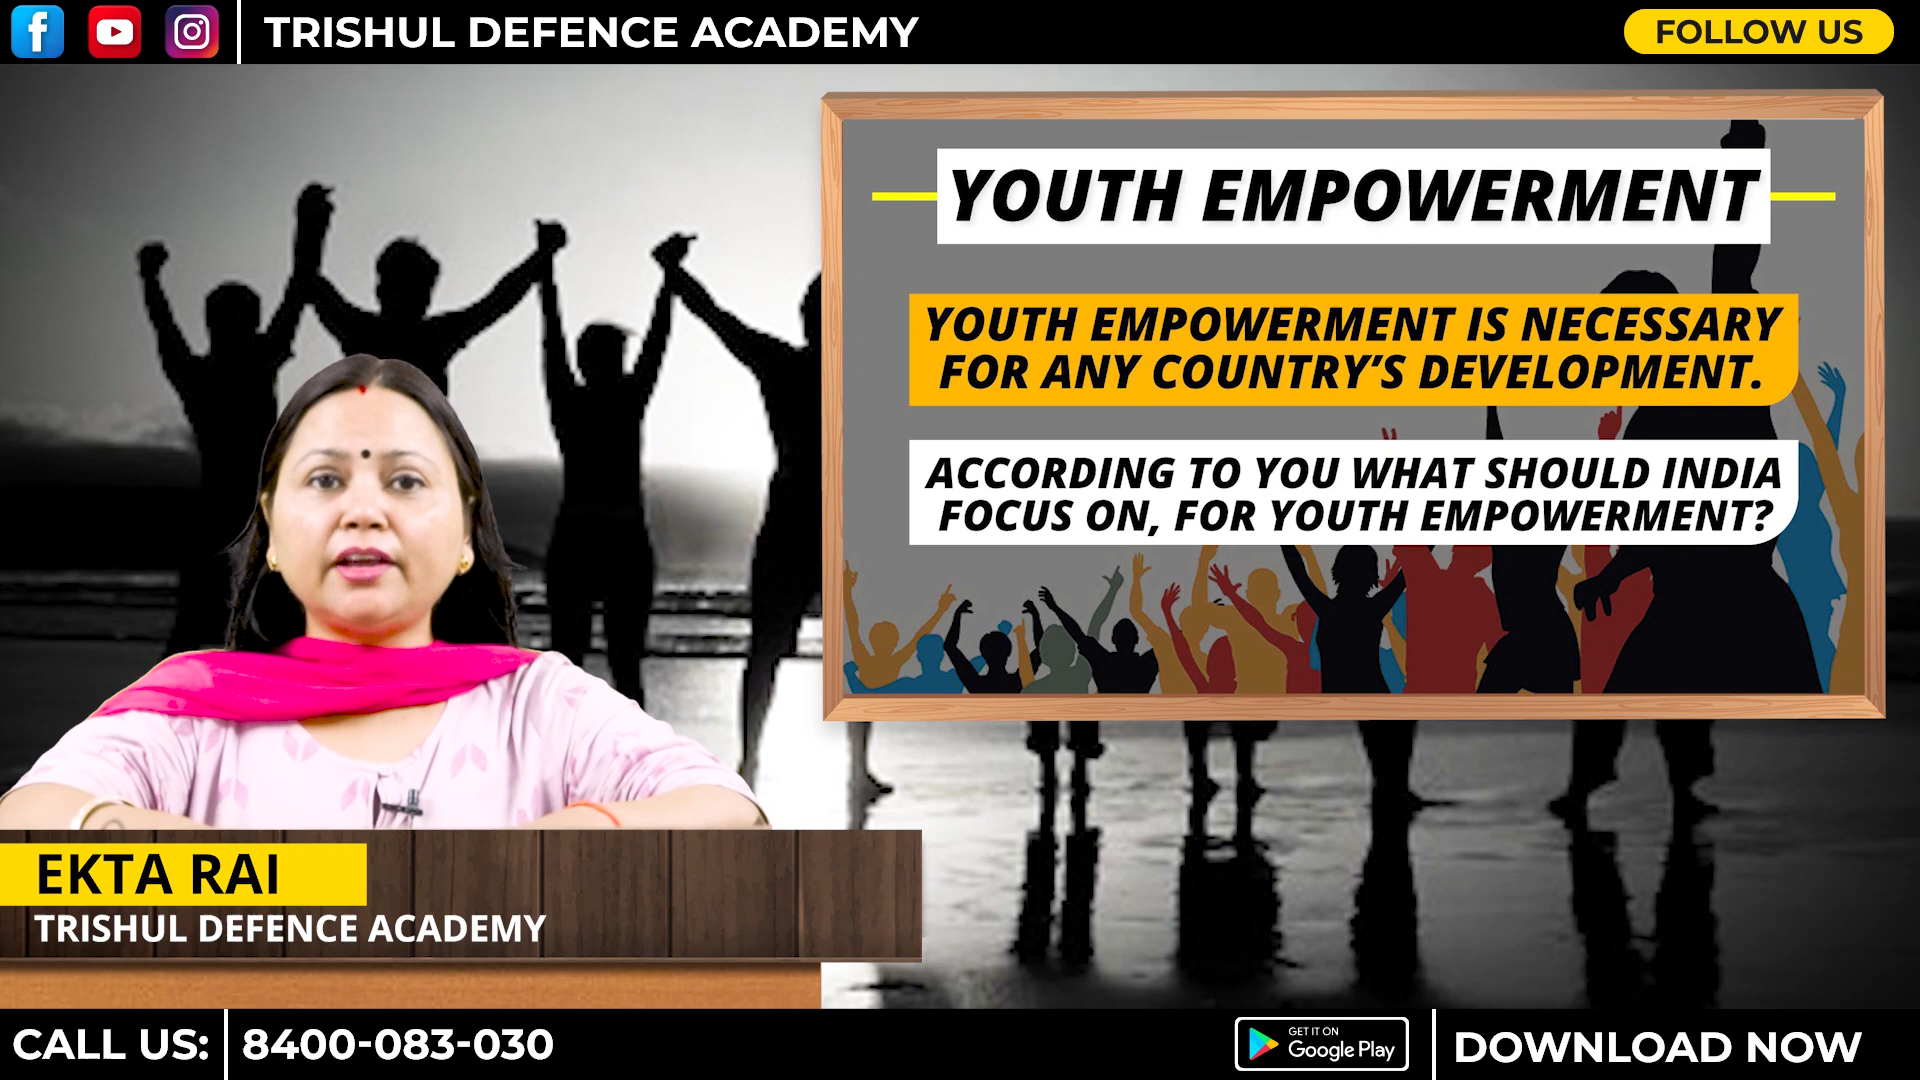 TRISHUL DEFENCE ACADEMY
FOLLOW US
YOUTH EMPOWERMENT
YOUTH EMPOWERMENT IS NECESSARY
FOR ANY COUNTRY'S DEVELOPMENT.
ACCORDING TO YOU WHAT SHOULD INDIA
FOCUS ON, FOR YOUTH EMPOWERMENT?
EKTA RAI
TRISHUL DEFENCE ACADEMY
CALL US: 8400-083-030
GET IT ON
Google Play
DOWNLOAD NOW